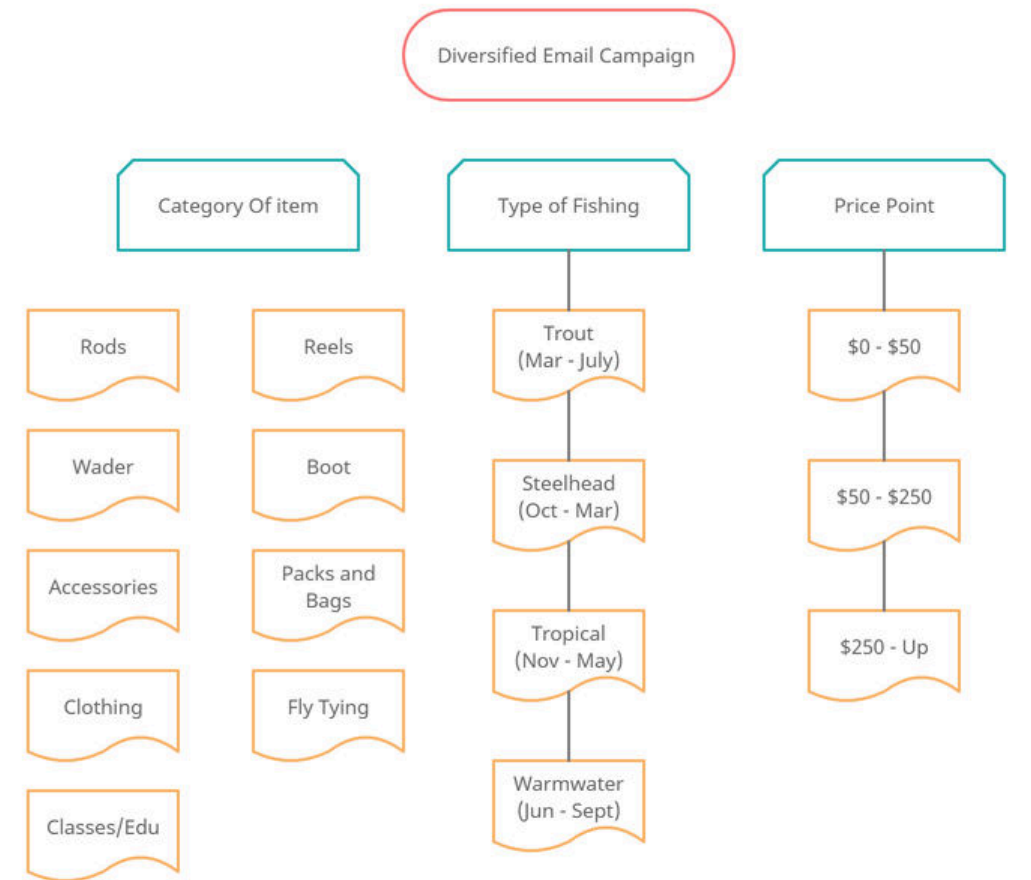 Diversified Email Campaign
Category Of item
Type of Fishing
Price Point
Rods
Reels
Wader
Boot
Accessories
Packs and
Bags
Clothing
Fly Tying
Classes/Edu
Trout
(Mar - July)
Steelhead
(Oct - Mar)
Tropical
(Nov - May)
Warmwater
(Jun - Sept)
$0 - $50
$50 - $250
$250 - Up